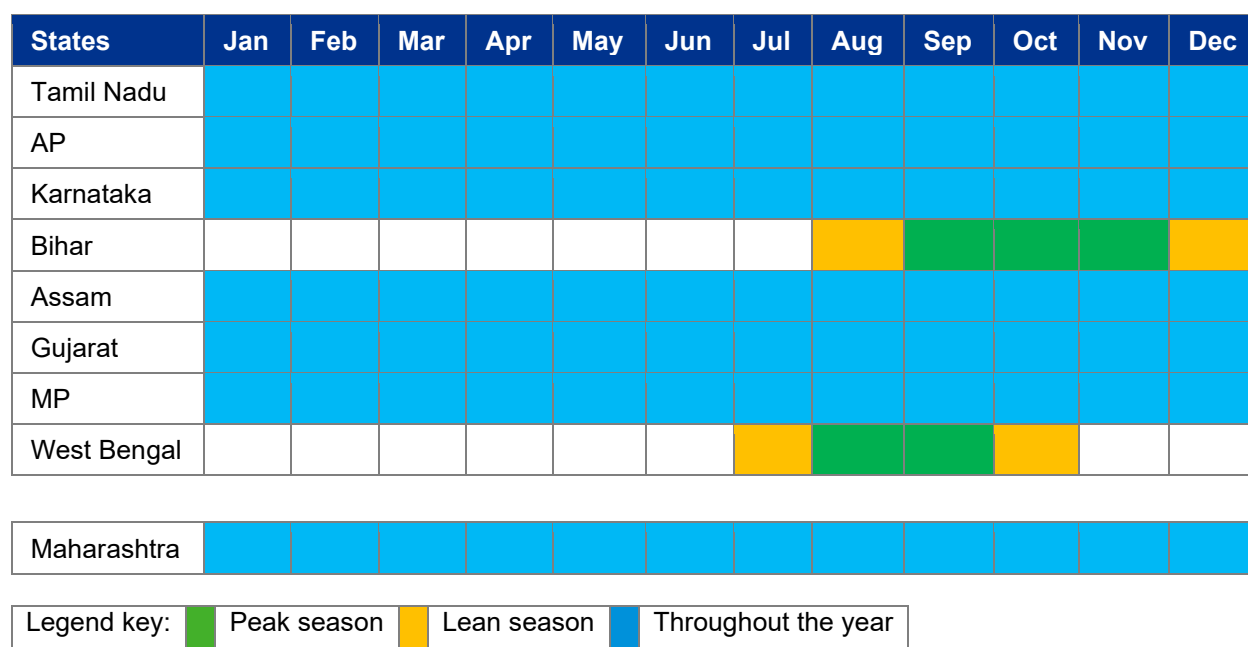 States Jan Feb Mar Apr May Jun Jul Aug Sep Oct Nov Dec
Tamil Nadu
AP
Karnataka
Bihar
Assam
Gujarat
MP
West Bengal
Maharashtra
Legend key: Peak season Lean season Throughout the year